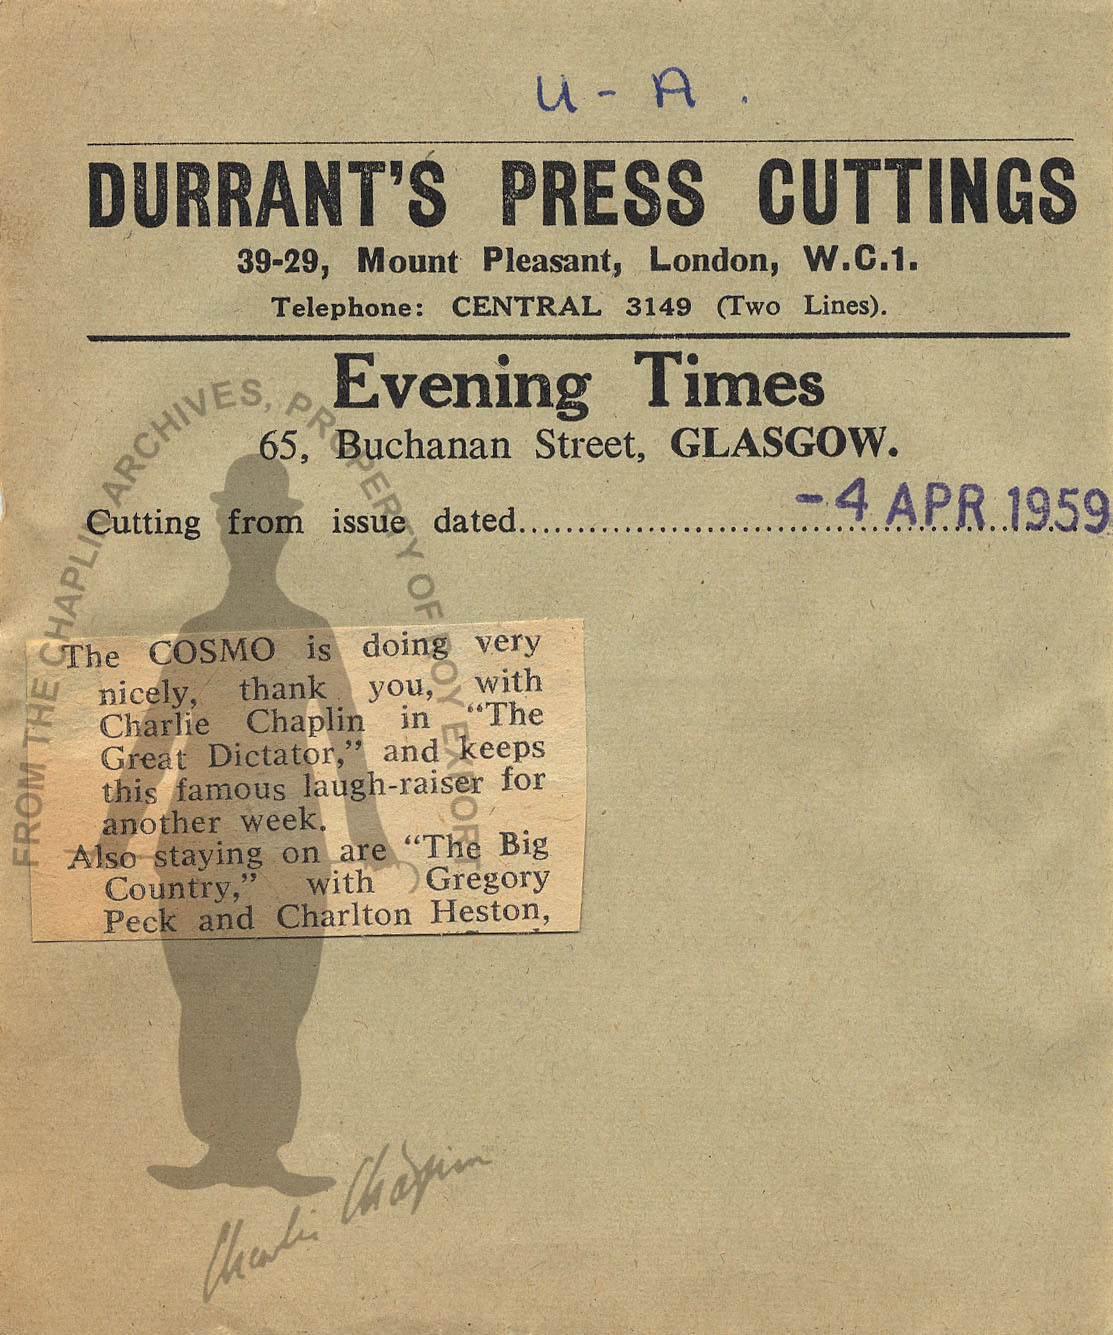 U - A .
DURRANT'S PRESS CUTTINGS
39-29, Mount Pleasant, London, W.C.1.
Telephone: CENTRAL 3149 (Two Lines).
Evening Times
65, Buchanan Street, GLASGOW.
Cutting from issue dated............................................
-4 APR 1959
The COSMO is doing very
nicely, thank you, with
Charlie Chaplin in "The
Great Dictator," and keeps
this famous laugh-raiser for
another week.
Also staying on are "The Big
Country," with Gregory
Peck and Charlton Heston,
FROM THE CHAPLIN ARCHIVES, PROPERTY OF ROY EXPORT
Charlie Chaplin